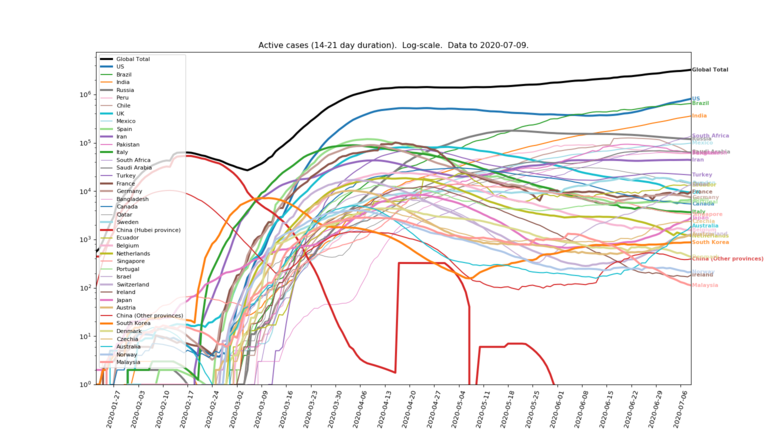 Active cases (14-21 day duration).  Log-scale.  Data to 2020-07-09.
Global Total
US
Brazil
India
Russia
Peru
Chile
UK
Mexico
Spain
Iran
Pakistan
Italy
South Africa
Saudi Arabia
Turkey
France
Germany
Bangladesh
Canada
Qatar
Sweden
China (Hubei province)
Ecuador
Belgium
Netherlands
Singapore
Portugal
Israel
Switzerland
Ireland
Japan
Austria
China (Other provinces)
South Korea
Denmark
Czechia
Australia
Norway
Malaysia
10⁶
10⁵
10⁴
10³
10²
10¹
10⁰
Global Total
US
Brazil
India
South Africa
Mexico
Saudi Arabia
Iran
Turkey
France
Germany
Canada
Italy
Singapore
Australia
South Korea
China (Other provinces)
Ireland
Malaysia
2020-01-27
2020-02-03
2020-02-10
2020-02-17
2020-02-24
2020-03-02
2020-03-09
2020-03-16
2020-03-23
2020-03-30
2020-04-06
2020-04-13
2020-04-20
2020-04-27
2020-05-04
2020-05-11
2020-05-18
2020-05-25
2020-06-01
2020-06-08
2020-06-15
2020-06-22
2020-06-29
2020-07-06